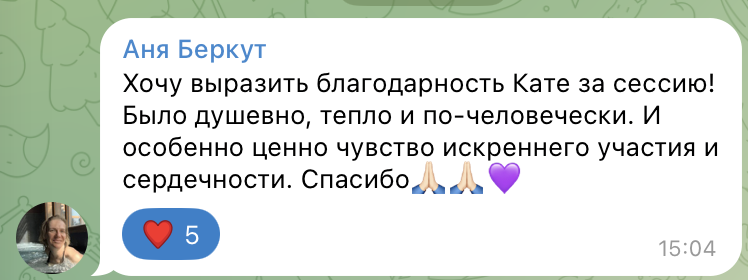 Аня Беркут
Хочу выразить благодарность Кате за сессию!
Было душевно, тепло и по-человечески. И
особенно ценно чувство искреннего участия и
сердечности. Спасибо🙏🏻🙏🏻💜
❤️ 5
15:04